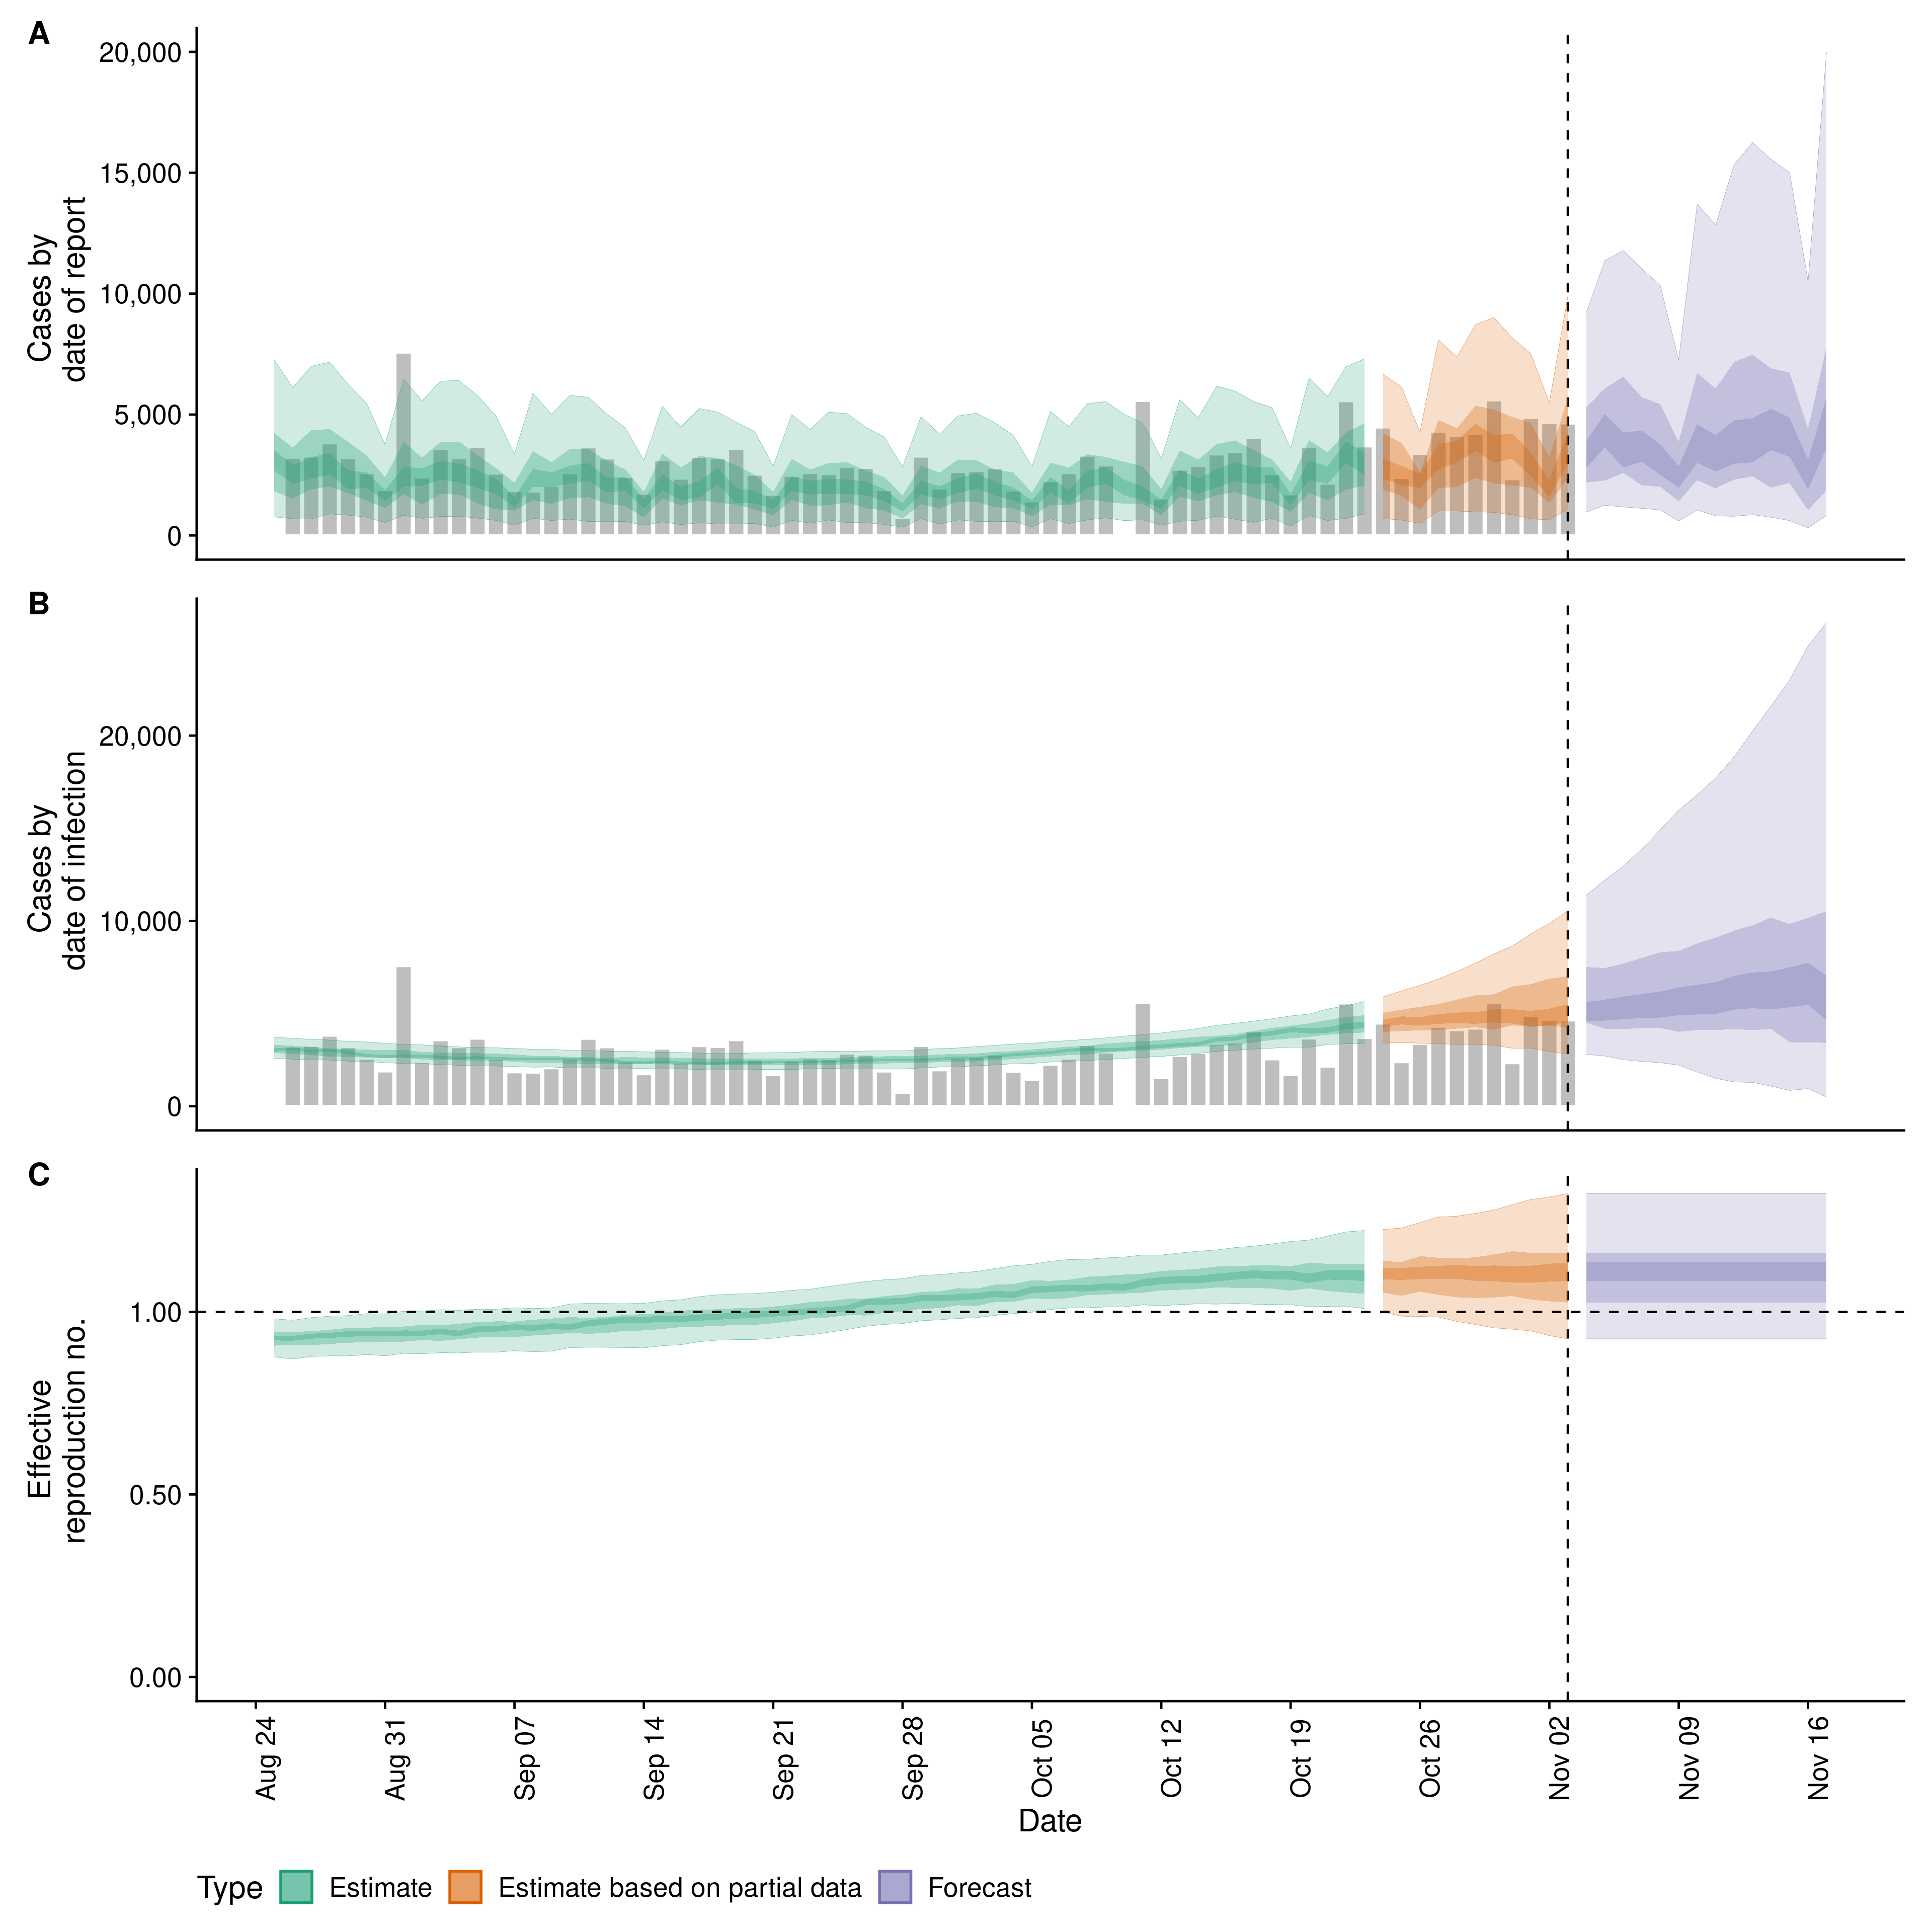 A
20,000
15,000
10,000
5,000
0
Cases by
date of report
B
20,000
10,000
0
Cases by
date of infection
C
1.00
0.50
0.00
Effective
reproduction no.
Aug 24
Aug 31
Sep 07
Sep 14
Sep 21
Sep 28
Oct 05
Oct 12
Oct 19
Oct 26
Nov 02
Nov 09
Nov 16
Date
Type Estimate Estimate based on partial data Forecast